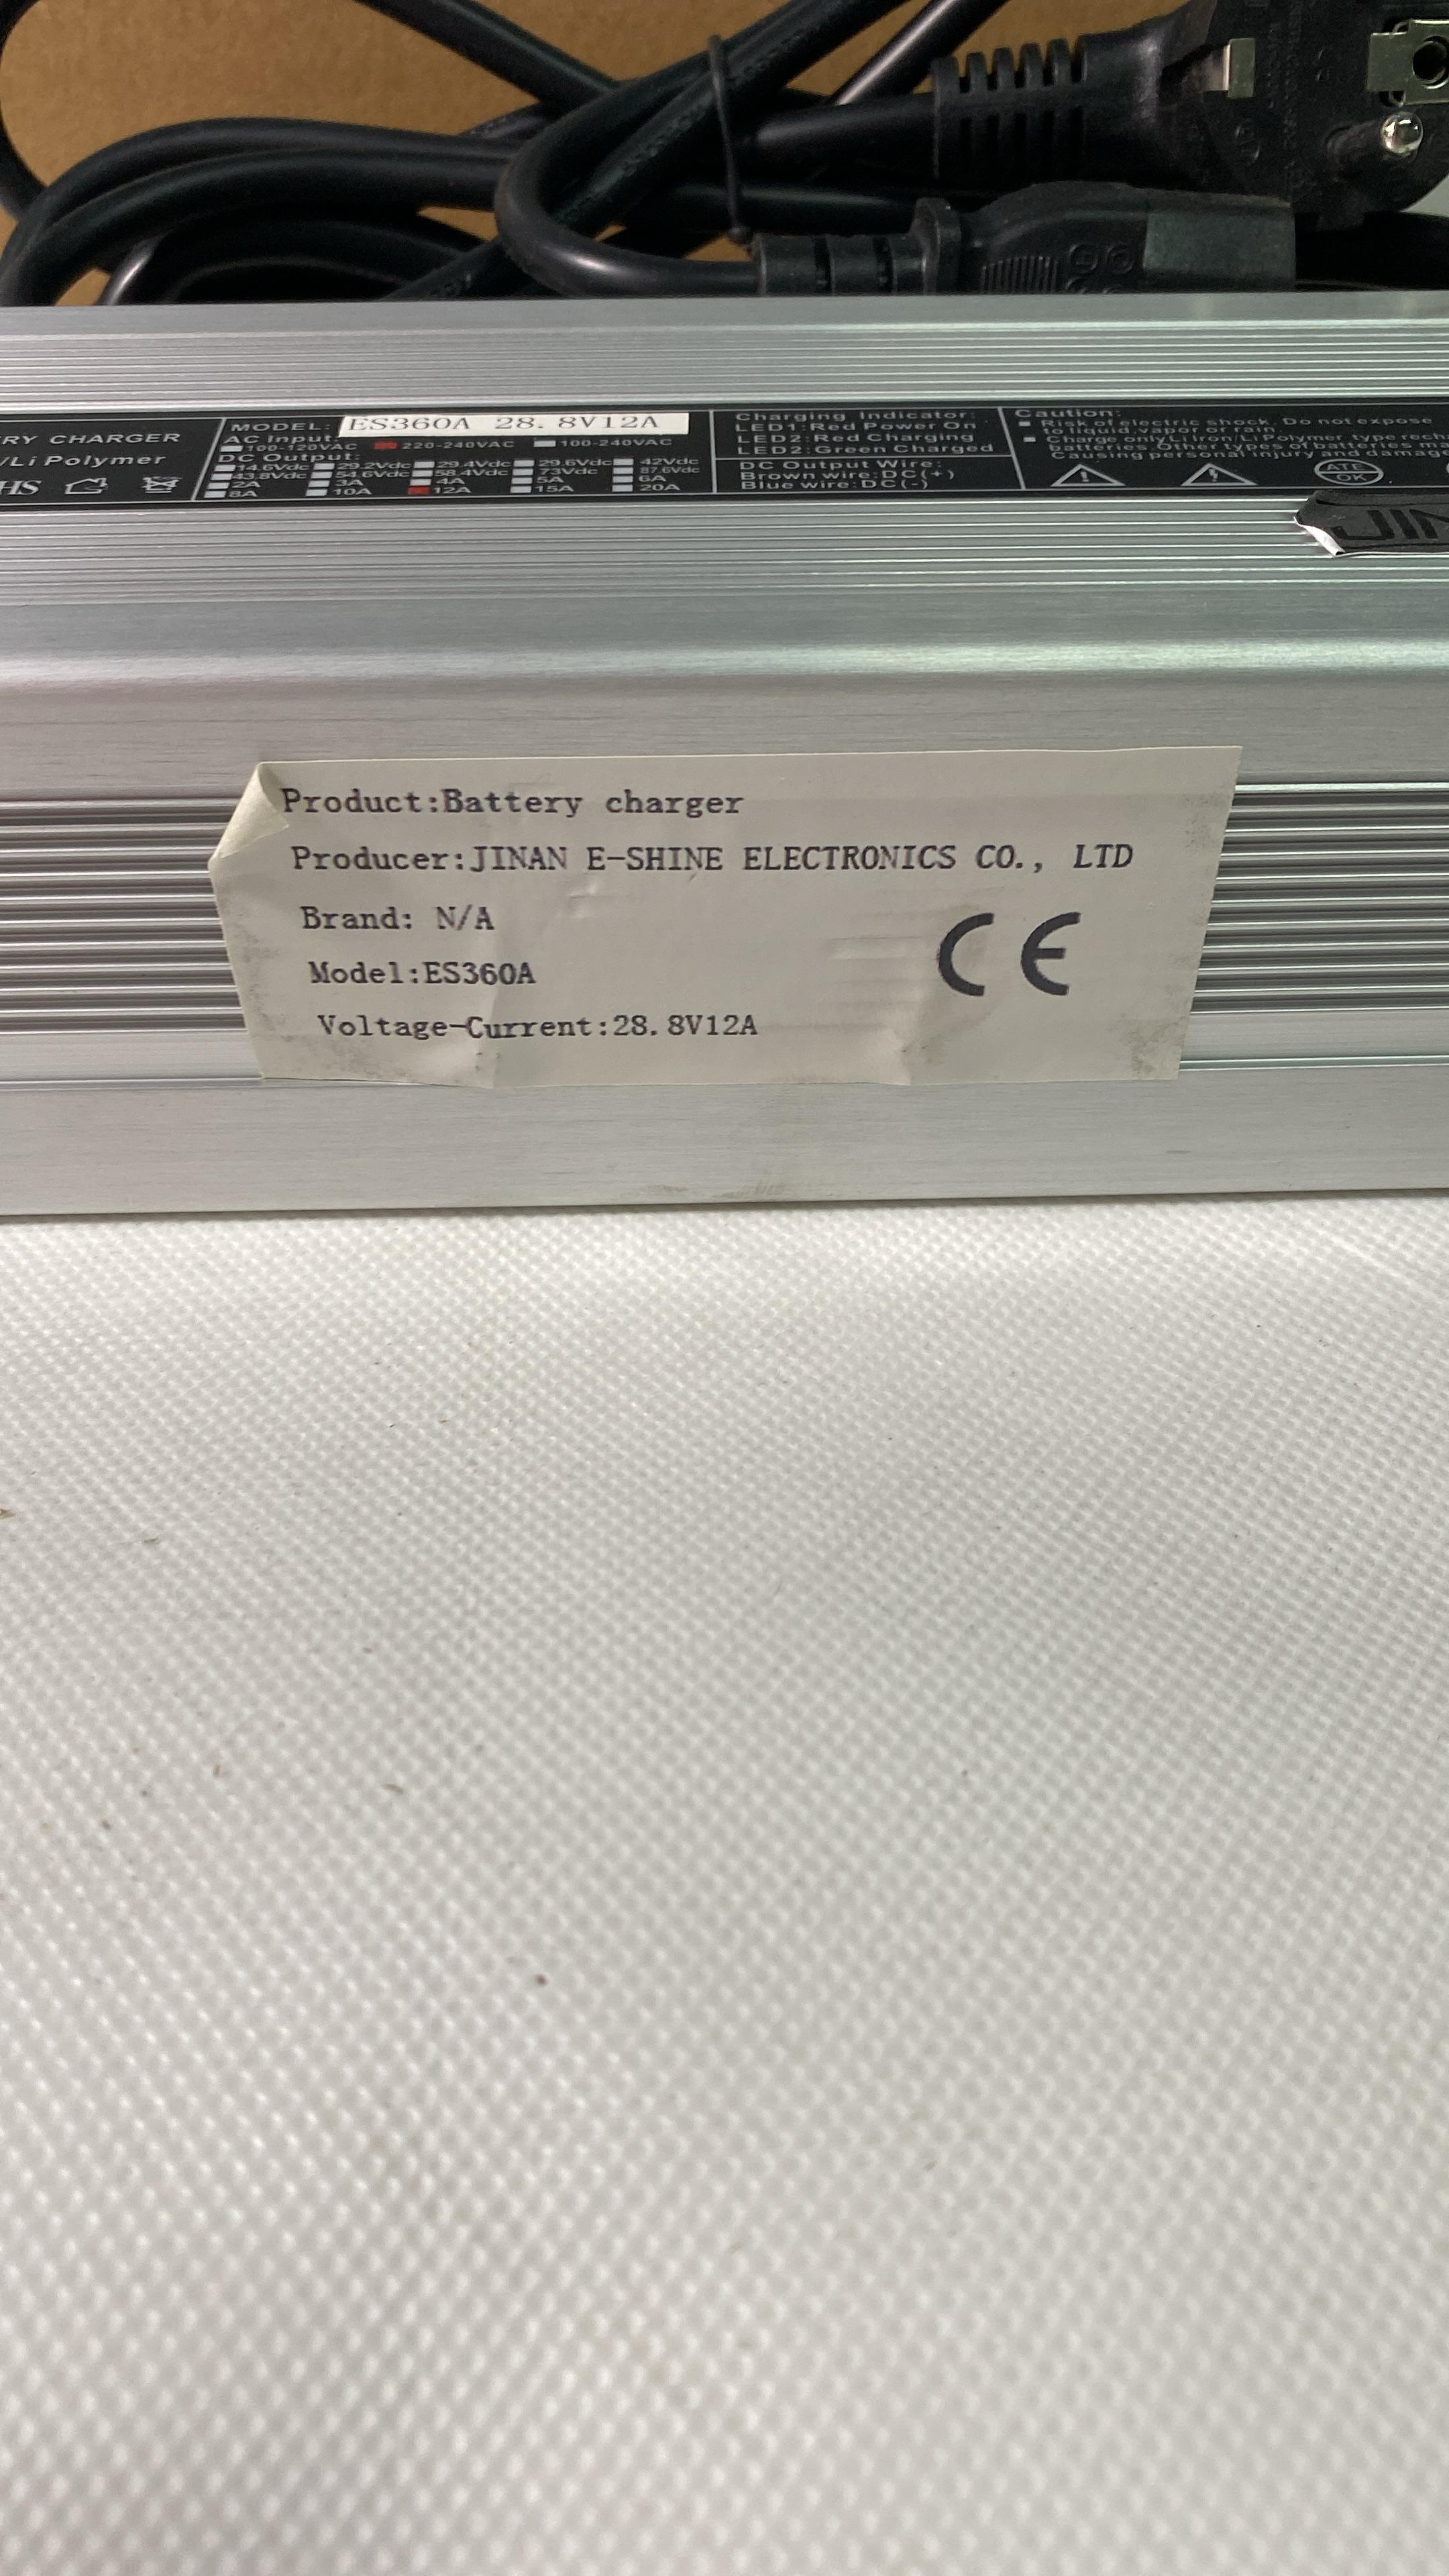 RY CHARGER
/Li Polymer
HS
MODEL: ES360A 28.8V12A
AC Input:
100-120VAC 220-240VAC 100-240VAC
DC Output:
14.6Vdc 29.2Vdc 29.4Vdc 29.6Vdc 42Vdc
43.8Vdc 54.6Vdc 58.4Vdc 73Vdc 87.6Vdc
2A 3A 4A 5A 6A
8A 10A 12A 15A 20A
Charging Indicator:
LED1:Red Power On
LED2:Red Charging
LED2:Green Charged
DC Output Wire:
Brown wire:DC(+)
Blue wire:DC(-)
Caution:
Risk of electric shock. Do not expose
to liquid.vapor or rain.
Charge only Li Iron/Li Polymer type rech
batteries.Other types of batteries m
Causing personal injury and damage
ATE
OK
JIN
Product:Battery charger
Producer:JINAN E-SHINE ELECTRONICS CO., LTD
Brand: N/A
Model:ES360A
Voltage-Current:28.8V12A
CE